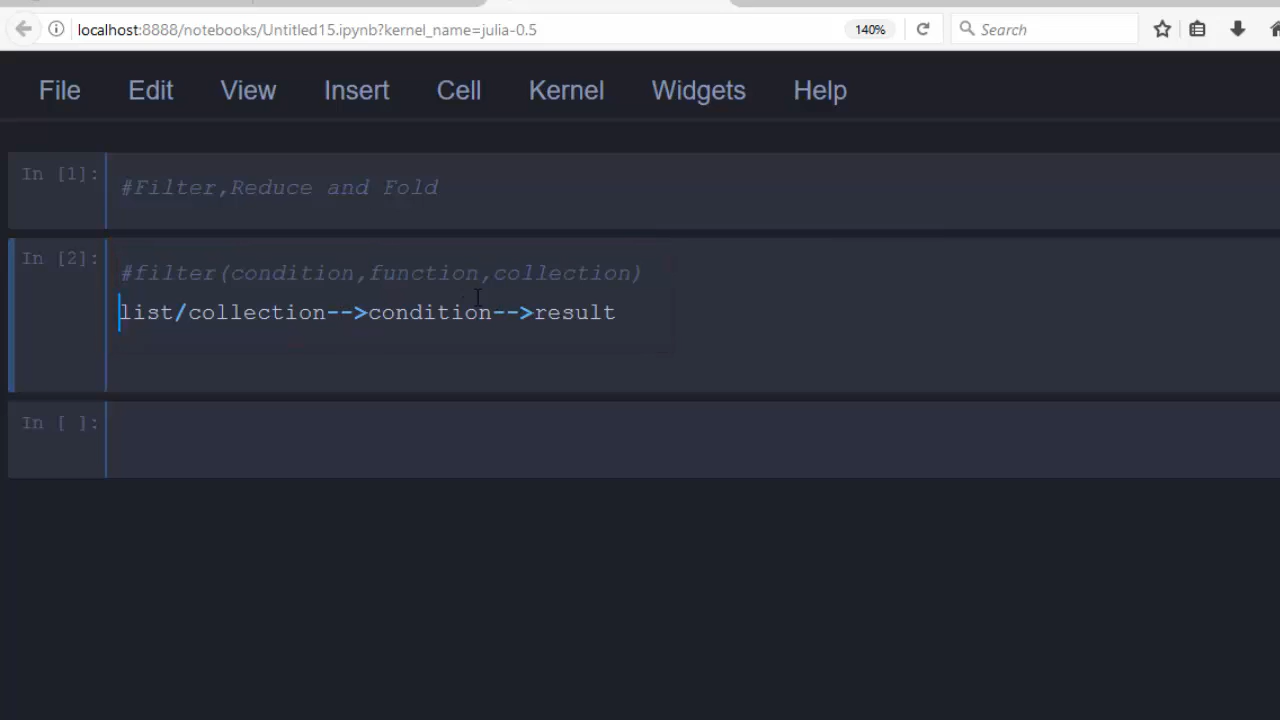 localhost:8888/notebooks/Untitled15.ipynb?kernel_name=julia-0.5 140% Search
File Edit View Insert Cell Kernel Widgets Help
In [1]: #Filter,Reduce and Fold
In [2]: #filter(condition,function,collection)
list/collection-->condition-->result
In [ ]: